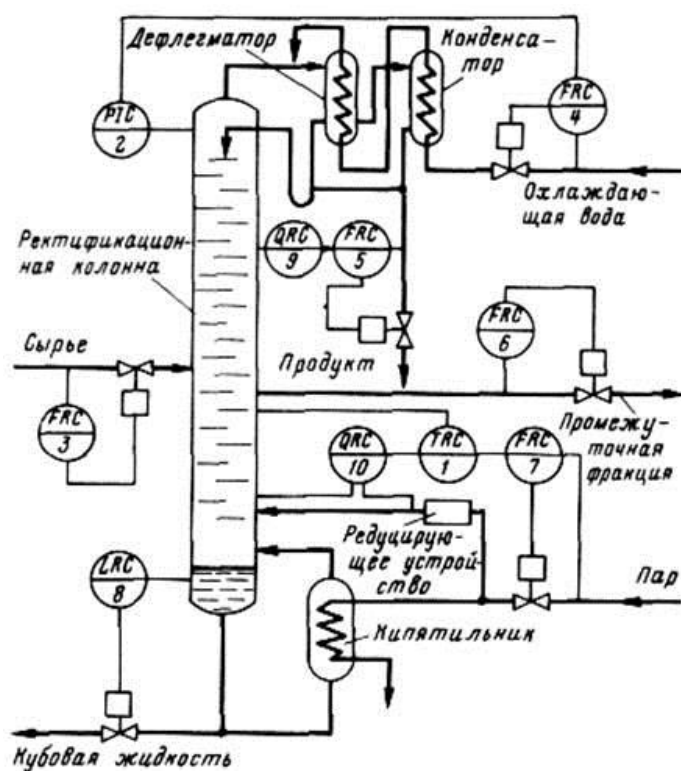 Дефлегматор
Конденса-
тор
PIC
2
FRC
4
Охлаждаю-
щая вода
QRC
9
FRC
5
Ректификацион-
ная колонна
Сырье
Продукт
FRC
6
FRC
3
QRC
10
TRC
1
FRC
7
Промежу-
точная
фракция
Редуцирую-
щее устрой-
ство
LRC
8
Пар
Кипятильник
Кубовая жидкость